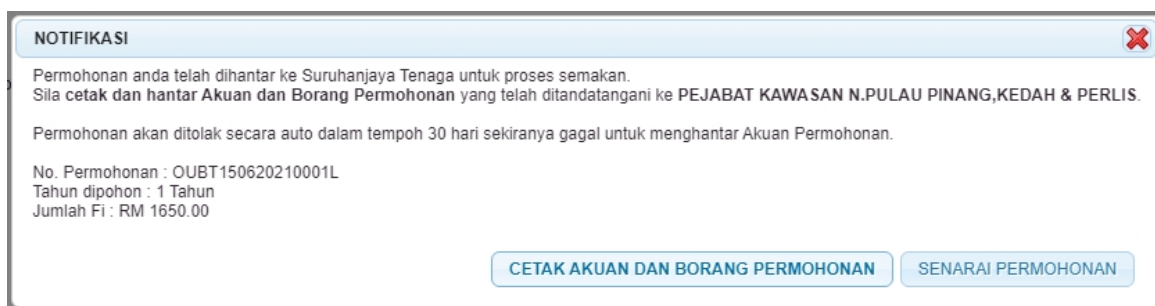 NOTIFIKASI
Permohonan anda telah dihantar ke Suruhanjaya Tenaga untuk proses semakan.
Sila cetak dan hantar Akuan dan Borang Permohonan yang telah ditandatangani ke PEJABAT KAWASAN N.PULAU PINANG,KEDAH & PERLIS.
Permohonan akan ditolak secara auto dalam tempoh 30 hari sekiranya gagal untuk menghantar Akuan Permohonan.
No. Permohonan : OUBT150620210001L
Tahun dipohon : 1 Tahun
Jumlah Fi : RM 1650.00
CETAK AKUAN DAN BORANG PERMOHONAN SENARAI PERMOHONAN